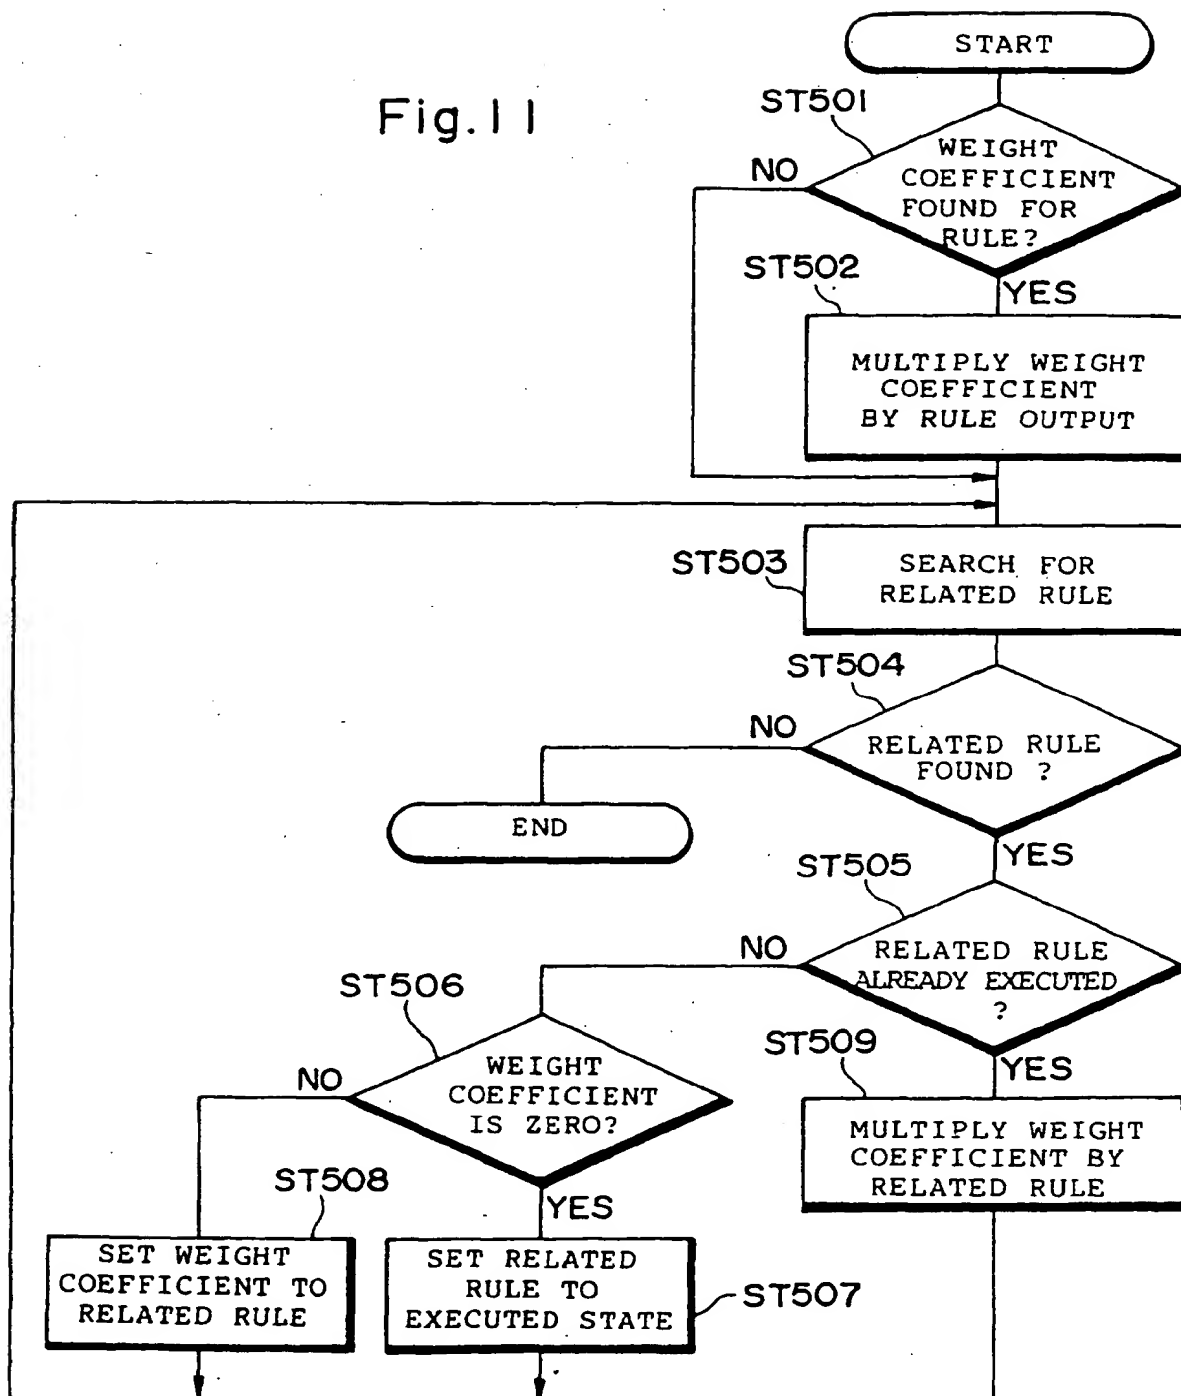 START
Fig.11
ST501
WEIGHT
COEFFICIENT
FOUND FOR
RULE?
NO
YES
ST502
MULTIPLY WEIGHT
COEFFICIENT
BY RULE OUTPUT
ST503
SEARCH FOR
RELATED RULE
ST504
RELATED RULE
FOUND ?
NO
END
YES
ST505
RELATED RULE
ALREADY EXECUTED
?
NO
YES
ST506
WEIGHT
COEFFICIENT
IS ZERO?
NO
YES
ST509
MULTIPLY WEIGHT
COEFFICIENT BY
RELATED RULE
ST508
SET WEIGHT
COEFFICIENT TO
RELATED RULE
SET RELATED
RULE TO
EXECUTED STATE
ST507